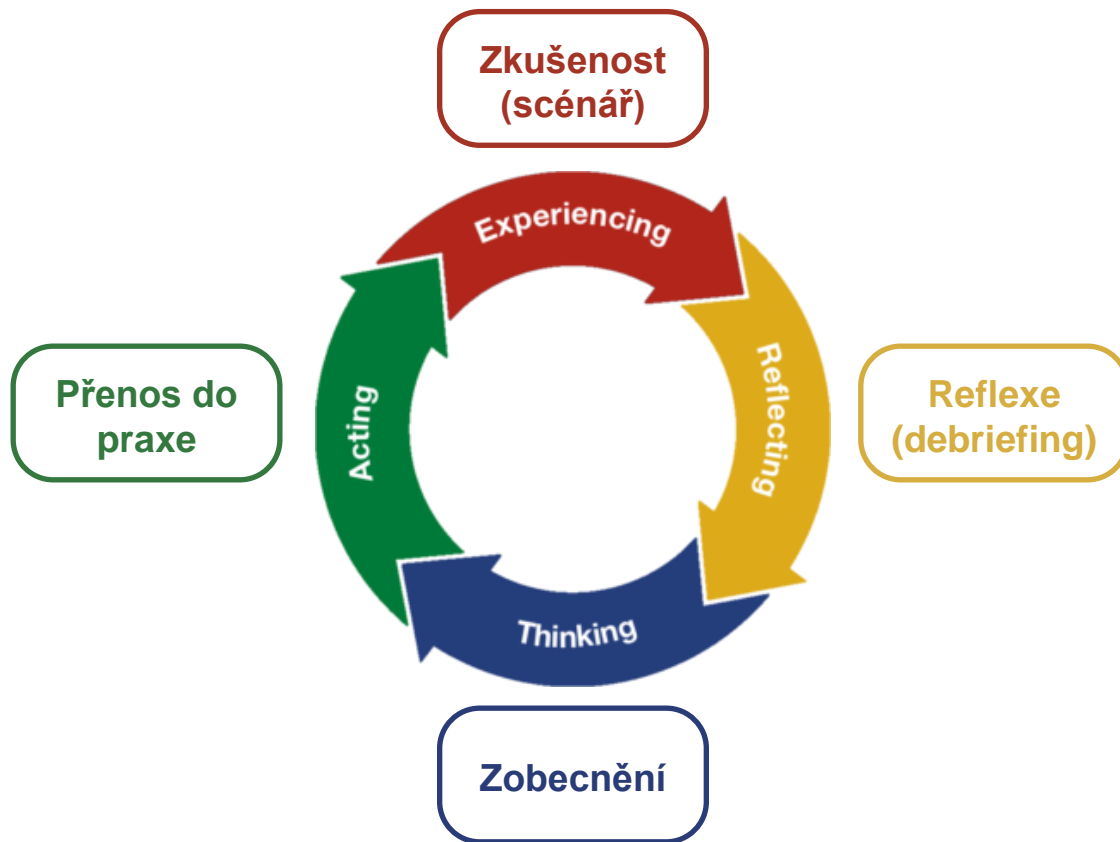 Zkušenost
(scénář)
Experiencing
Přenos do
praxe
Acting
Reflecting
Reflexe
(debriefing)
Thinking
Zobecnění